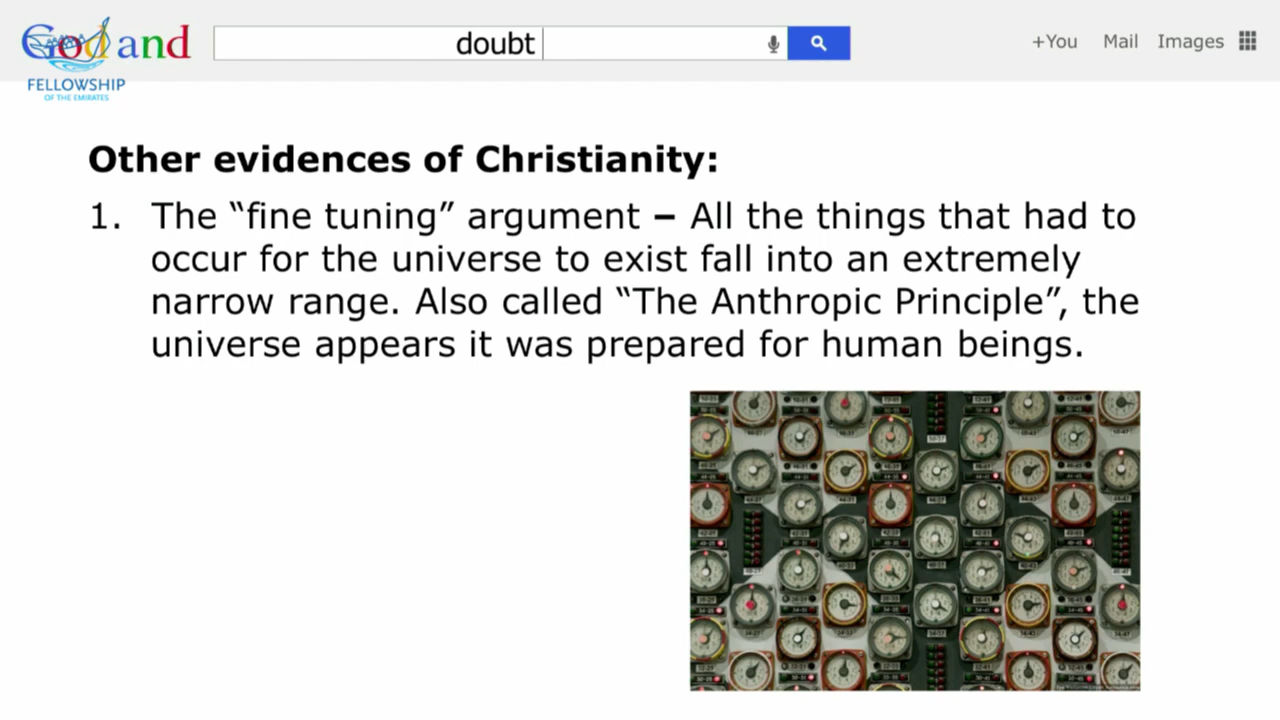 God and
doubt
+You Mail Images
FELLOWSHIP
OF THE EMIRATES
Other evidences of Christianity:
1. The “fine tuning” argument – All the things that had to
occur for the universe to exist fall into an extremely
narrow range. Also called “The Anthropic Principle”, the
universe appears it was prepared for human beings.